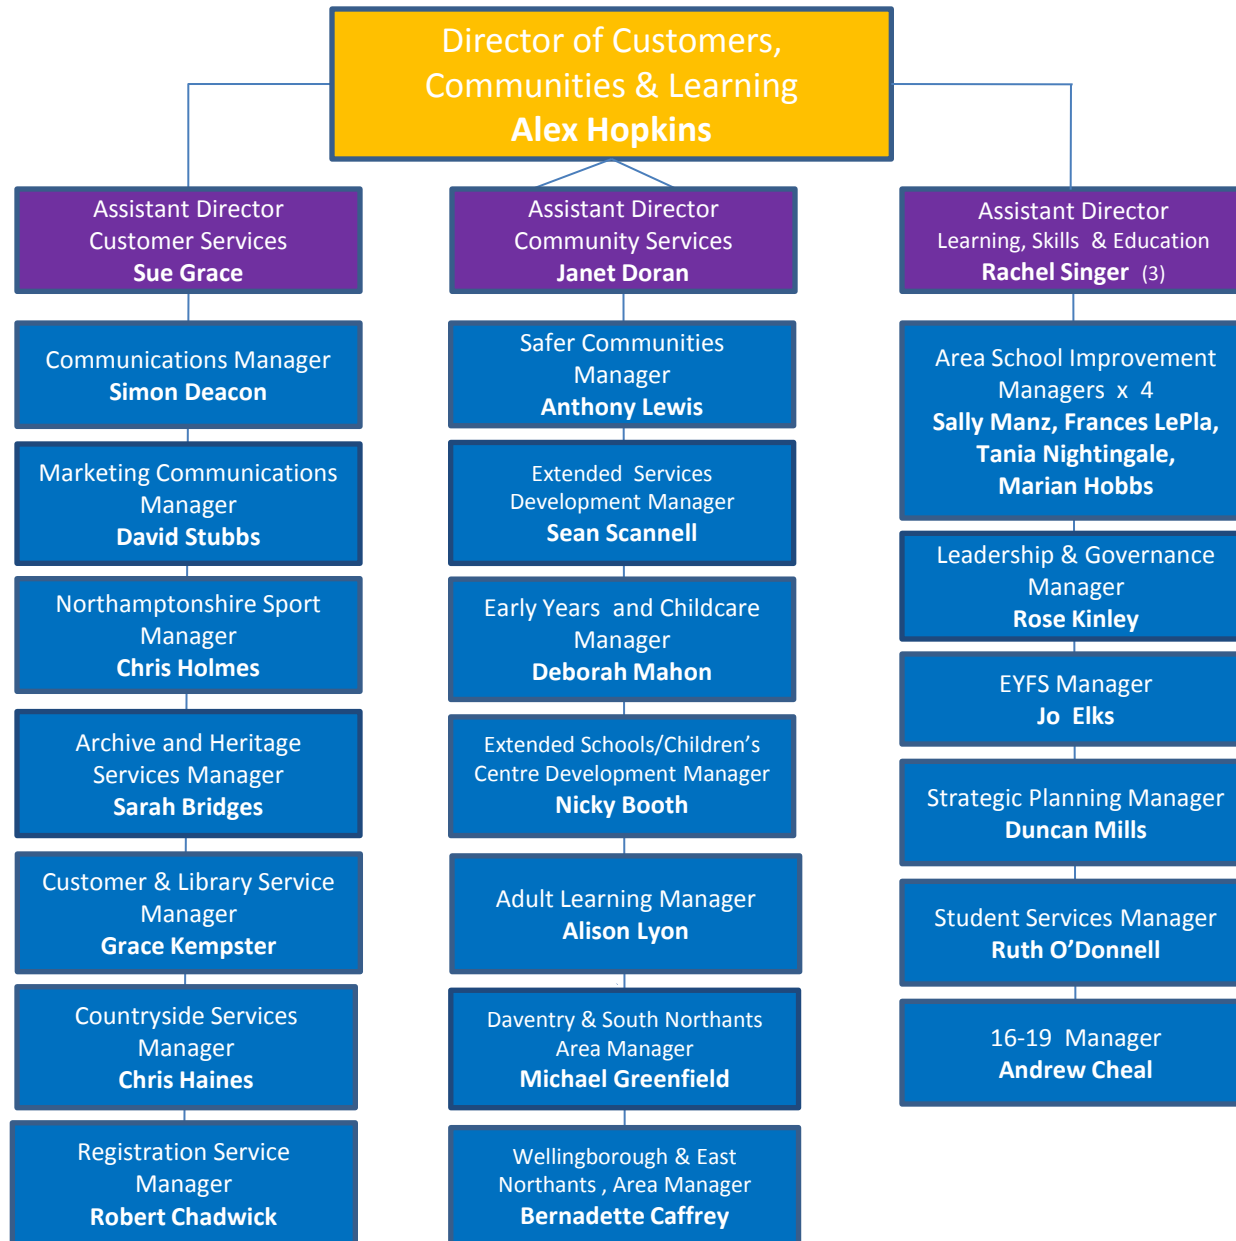 Director of Customers,
Communities & Learning
Alex Hopkins
Assistant Director
Customer Services
Sue Grace
Communications Manager
Simon Deacon
Marketing Communications
Manager
David Stubbs
Northamptonshire Sport
Manager
Chris Holmes
Archive and Heritage
Services Manager
Sarah Bridges
Customer & Library Service
Manager
Grace Kempster
Countryside Services
Manager
Chris Haines
Registration Service
Manager
Robert Chadwick
Assistant Director
Community Services
Janet Doran
Safer Communities
Manager
Anthony Lewis
Extended Services
Development Manager
Sean Scannell
Early Years and Childcare
Manager
Deborah Mahon
Extended Schools/Children’s
Centre Development Manager
Nicky Booth
Adult Learning Manager
Alison Lyon
Daventry & South Northants
Area Manager
Michael Greenfield
Wellingborough & East
Northants , Area Manager
Bernadette Caffrey
Assistant Director
Learning, Skills & Education
Rachel Singer (3)
Area School Improvement
Managers x 4
Sally Manz, Frances LePla,
Tania Nightingale,
Marian Hobbs
Leadership & Governance
Manager
Rose Kinley
EYFS Manager
Jo Elks
Strategic Planning Manager
Duncan Mills
Student Services Manager
Ruth O’Donnell
16-19 Manager
Andrew Cheal